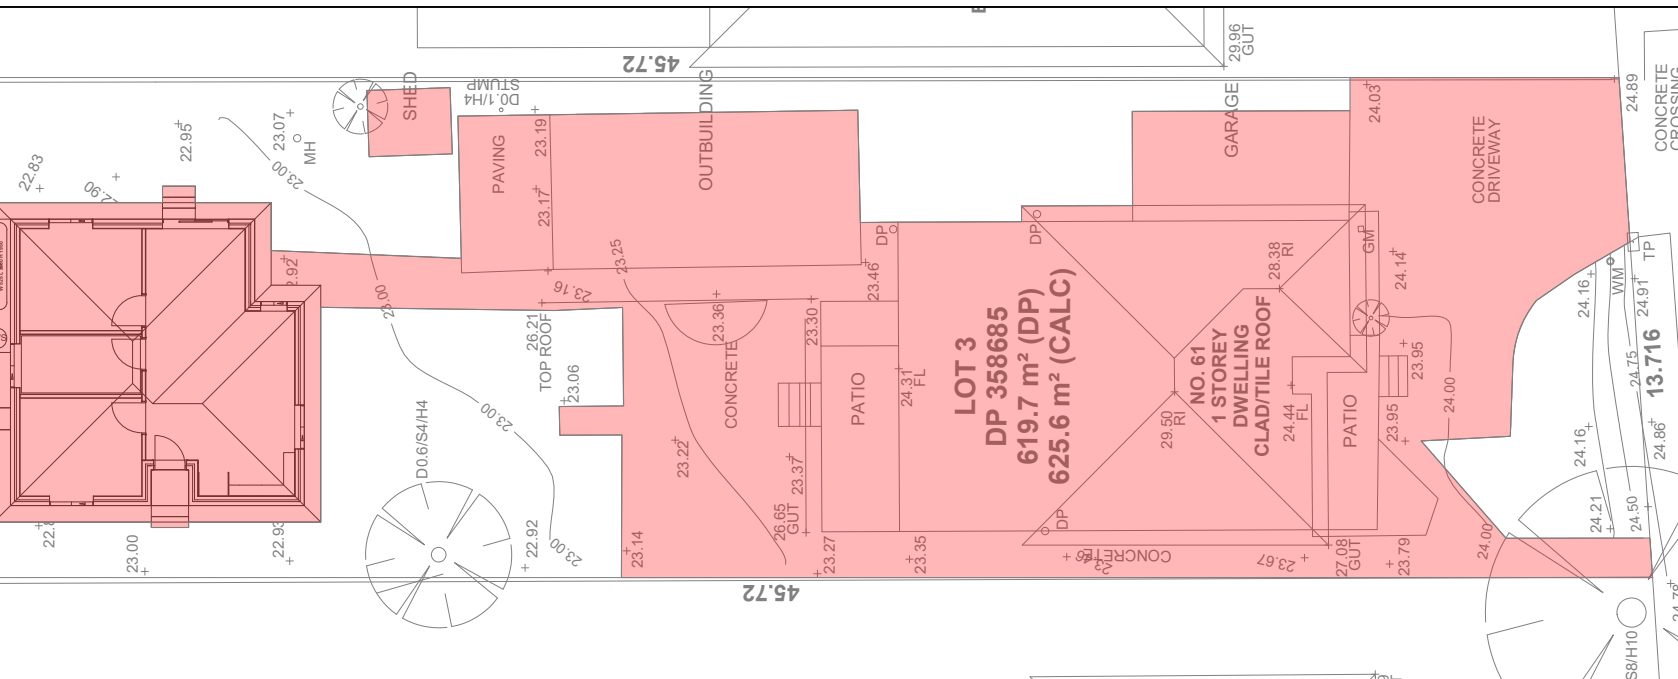 45.72
29.96
GUT
24.89
CONCRETE
CROSSING
SHED
D0.1/H4
STUMP
OUTBUILDING
GARAGE
24.03
CONCRETE
DRIVEWAY
22.83
22.90
22.95
23.07
MH
23.00
PAVING
23.19
23.17
23.25
23.16
DP
23.46
DP
28.38
RI
GM
24.14
TP
WM
24.16
24.91
23.00
26.21
TOP ROOF
23.06
CONCRETE
23.36
23.30
PATIO
24.31
FL
LOT 3
DP 358685
619.7 m² (DP)
625.6 m² (CALC)
NO. 61
1 STOREY
DWELLING
CLAD/TILE ROOF
29.50
RI
24.44
FL
PATIO
23.95
23.95
24.00
24.75
13.716
24.16
24.86
D0.6/S4/H4
23.00
23.22
23.37
26.65
GUT
DP
24.21
24.50
23.00
22.92
23.00
23.14
23.27
23.35
CONCRETE
23.67
27.08
GUT
23.79
24.00
45.72
S8/H10